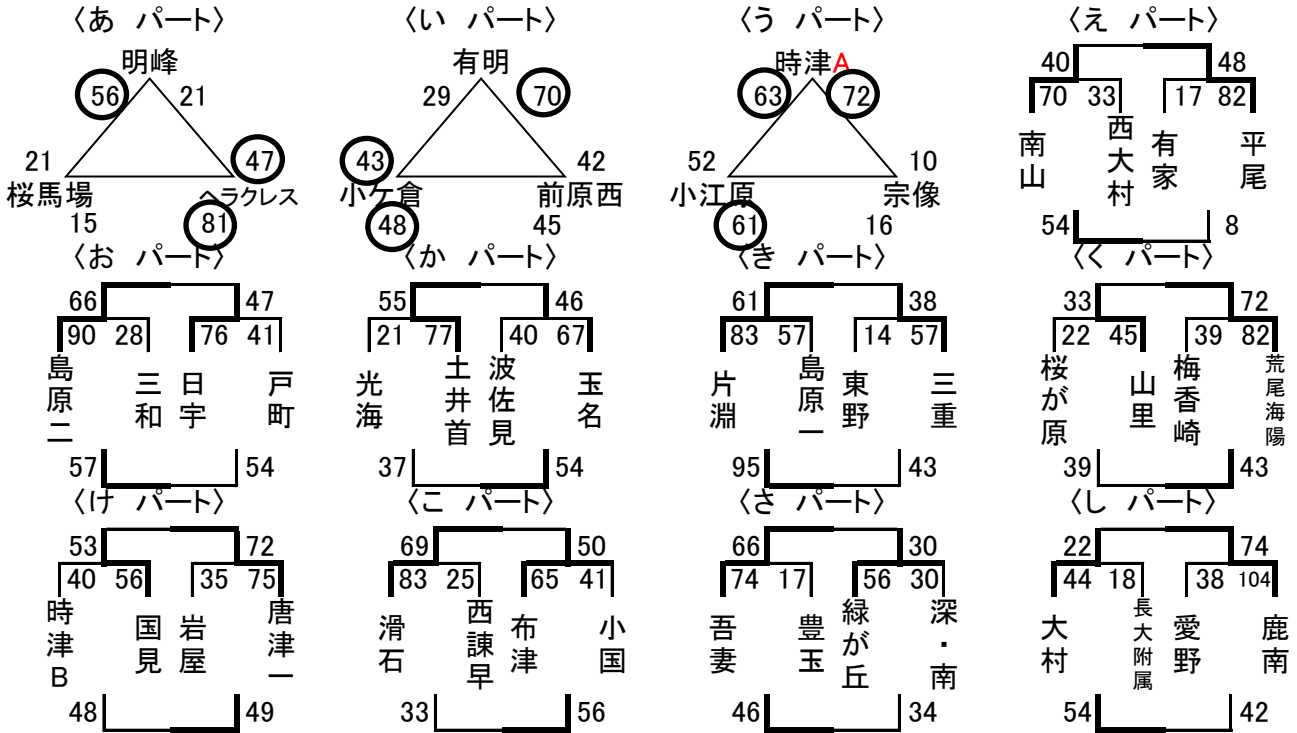 〈あ パート〉 〈い パート〉 〈う パート〉 〈え パート〉
明峰 有明 時津A
40 48
56 21 29 70 63 72
70 33 17 82
南山 西大村 有家 平尾
21 47 43 42 52 10
桜馬場 ヘラクレス 小ケ倉 前原西 小江原 宗像
15 81 48 45 61 16
54 8
〈お パート〉 〈か パート〉 〈き パート〉 〈く パート〉
66 47 55 46 61 38 33 72
90 28 76 41 21 77 40 67 83 57 14 57 22 45 39 82
島原二 三和 日宇 戸町 光海 土井首 波佐見 玉名 片淵 島原一 東野 三重 桜が原 山里 梅香崎 荒尾海陽
57 54 37 54 95 43 39 43
〈け パート〉 〈こ パート〉 〈さ パート〉 〈し パート〉
53 72 69 50 66 30 22 74
40 56 35 75 83 25 65 41 74 17 56 30 44 18 38 104
時津B 国見 岩屋 唐津一 滑石 西諫早 布津 小国 吾妻 豊玉 緑が丘 深・南 大村 長大附属 愛野 鹿南
48 49 33 56 46 34 54 42